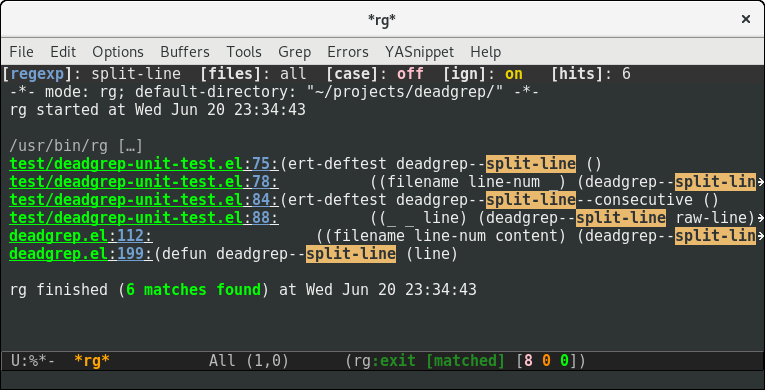 *rg*
File Edit Options Buffers Tools Grep Errors YASnippet Help
[regexp]: split-line [files]: all [case]: off [ign]: on [hits]: 6
-*- mode: rg; default-directory: "~/projects/deadgrep/" -*-
rg started at Wed Jun 20 23:34:43
/usr/bin/rg […]
test/deadgrep-unit-test.el:75:(ert-deftest deadgrep--split-line ()
test/deadgrep-unit-test.el:78:          ((filename line-num _) (deadgrep--split-lin
test/deadgrep-unit-test.el:84:(ert-deftest deadgrep--split-line--consecutive ()
test/deadgrep-unit-test.el:88:          ((_ _ line) (deadgrep--split-line raw-line)
deadgrep.el:112:                  ((filename line-num content) (deadgrep--split-lin
deadgrep.el:199:(defun deadgrep--split-line (line)
rg finished (6 matches found) at Wed Jun 20 23:34:43
U:%*-  *rg*           All (1,0)      (rg:exit [matched] [8 0 0])